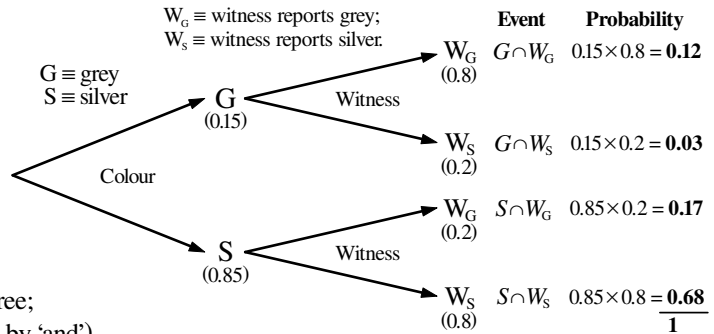 W_G ≡ witness reports grey;
W_S ≡ witness reports silver.
Event Probability
G ≡ grey
S ≡ silver
G
(0.15)
Witness
W_G
(0.8)
G∩W_G 0.15×0.8 = 0.12
W_S
(0.2)
G∩W_S 0.15×0.2 = 0.03
Colour
S
(0.85)
Witness
W_G
(0.2)
S∩W_G 0.85×0.2 = 0.17
W_S
(0.8)
S∩W_S 0.85×0.8 = 0.68
1
ree;
by ‘and’)